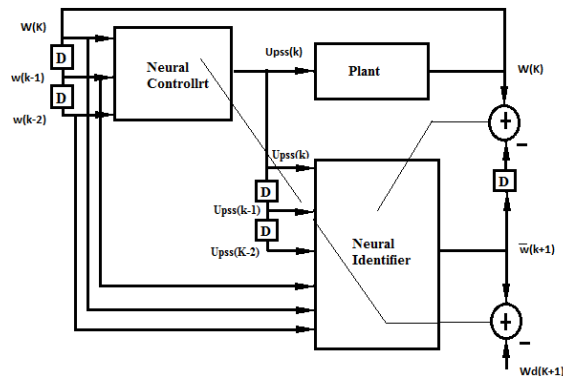 W(K)
D
w(k-1)
D
w(k-2)
Neural
Controllrt
Upss(k)
Plant
W(K)
+
−
D
Upss(k)
D
Upss(k-1)
D
Upss(K-2)
Neural
Identifier
w̅(k+1)
+
−
Wd(K+1)